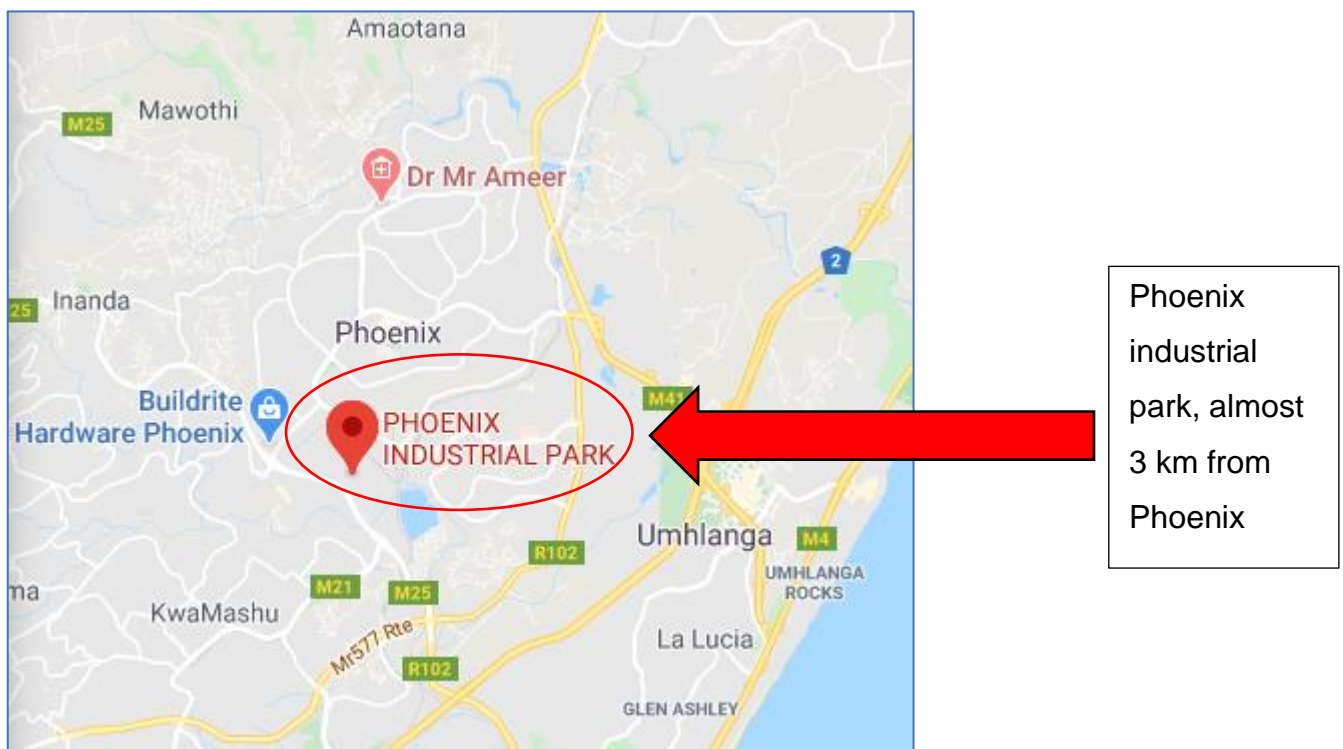 Amaotana
Mawothi
M25
Dr Mr Ameer
2
25
Inanda
Phoenix
Buildrite
Hardware Phoenix
PHOENIX
INDUSTRIAL PARK
M41
Umhlanga
M4
R102
UMHLANGA
ROCKS
ma
M21
M25
KwaMashu
Mr577 Rte
La Lucia
R102
GLEN ASHLEY
Phoenix
industrial
park, almost
3 km from
Phoenix